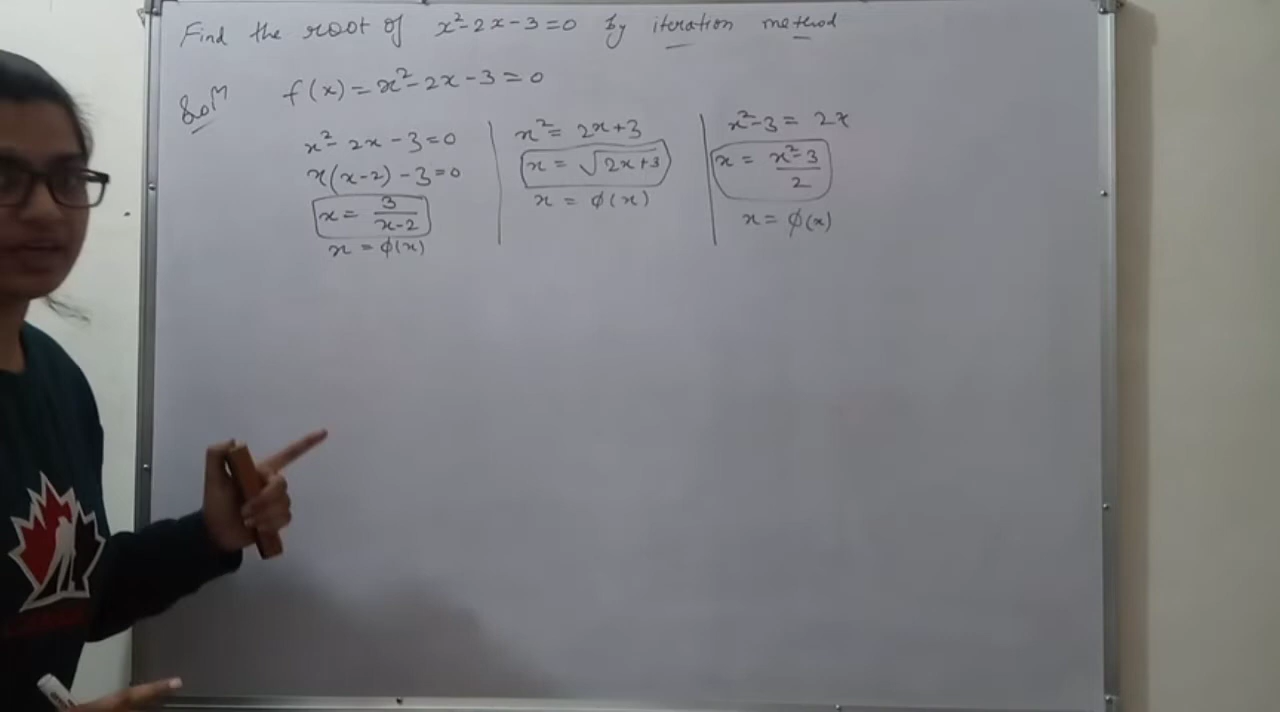 Find the root of x²-2x-3=0 by iteration method
Solⁿ
f(x) = x²-2x-3=0
x²-2x-3=0
x(x-2)-3=0
x = 3/(x-2)
x = ϕ(x)
x² = 2x+3
x = √(2x+3)
x = ϕ(x)
x²-3 = 2x
x = (x²-3)/2
x = ϕ(x)